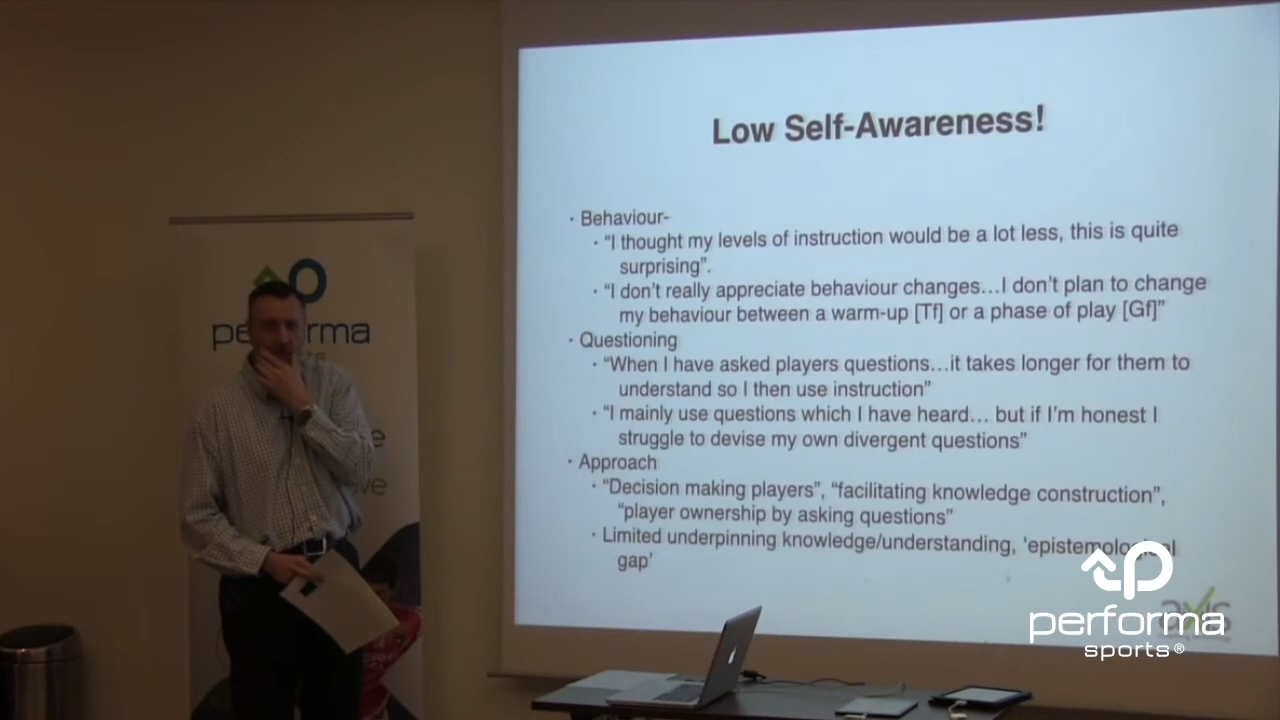 Low Self-Awareness!
· Behaviour-
· “I thought my levels of instruction would be a lot less, this is quite
surprising”.
· “I don’t really appreciate behaviour changes…I don’t plan to change
my behaviour between a warm-up [Tf] or a phase of play [Gf]”
· Questioning
· “When I have asked players questions…it takes longer for them to
understand so I then use instruction”
· “I mainly use questions which I have heard… but if I’m honest I
struggle to devise my own divergent questions”
· Approach
· “Decision making players”, “facilitating knowledge construction”,
“player ownership by asking questions”
· Limited underpinning knowledge/understanding, ‘epistemological
gap’
performa
performa
sports®